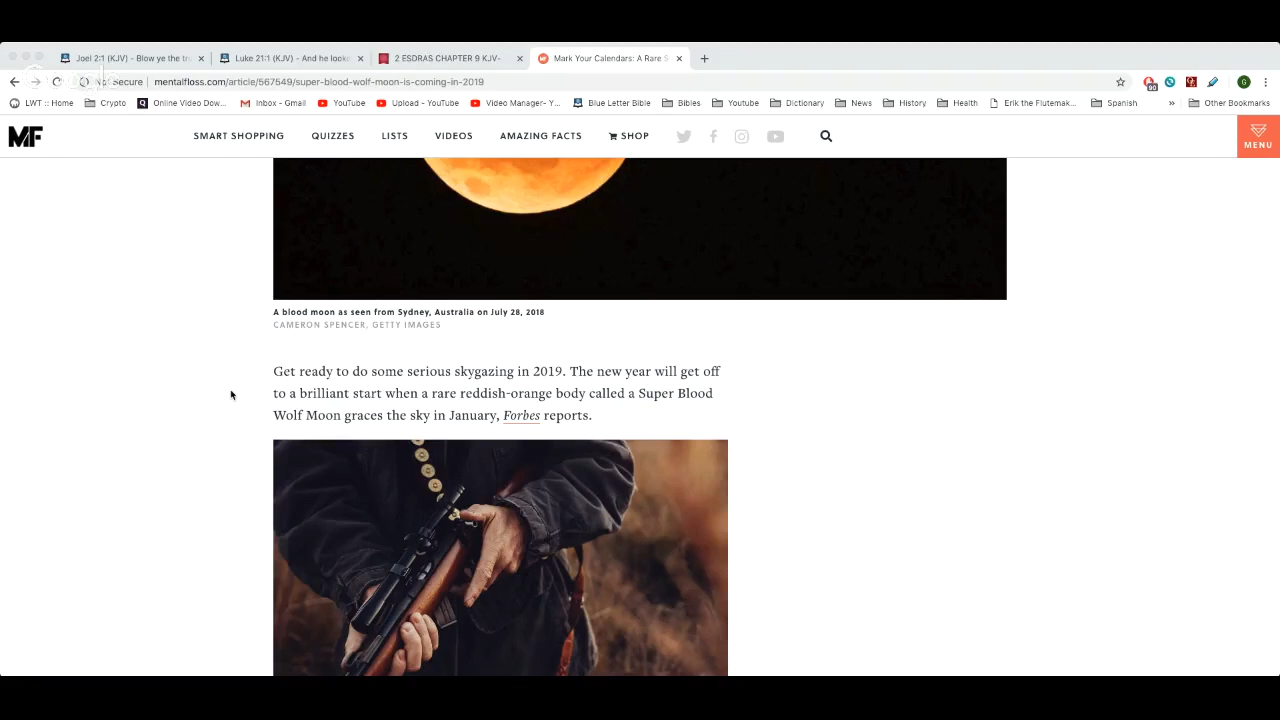 Joel 2:1 (KJV) - Blow ye the tr
Luke 21:1 (KJV) - And he looke
2 ESDRAS CHAPTER 9 KJV-
Mark Your Calendars: A Rare S
Secure
mentalfloss.com/article/567549/super-blood-wolf-moon-is-coming-in-2019
90
G
LWT :: Home
Crypto
Online Video Dow...
Inbox - Gmail
YouTube
Upload - YouTube
Video Manager- Y...
Blue Letter Bible
Bibles
Youtube
Dictionary
News
History
Health
Erik the Flutemak...
Spanish
»
Other Bookmarks
MF
SMART SHOPPING
QUIZZES
LISTS
VIDEOS
AMAZING FACTS
SHOP
MENU
A blood moon as seen from Sydney, Australia on July 28, 2018
CAMERON SPENCER, GETTY IMAGES
Get ready to do some serious skygazing in 2019. The new year will get off
to a brilliant start when a rare reddish-orange body called a Super Blood
Wolf Moon graces the sky in January, Forbes reports.